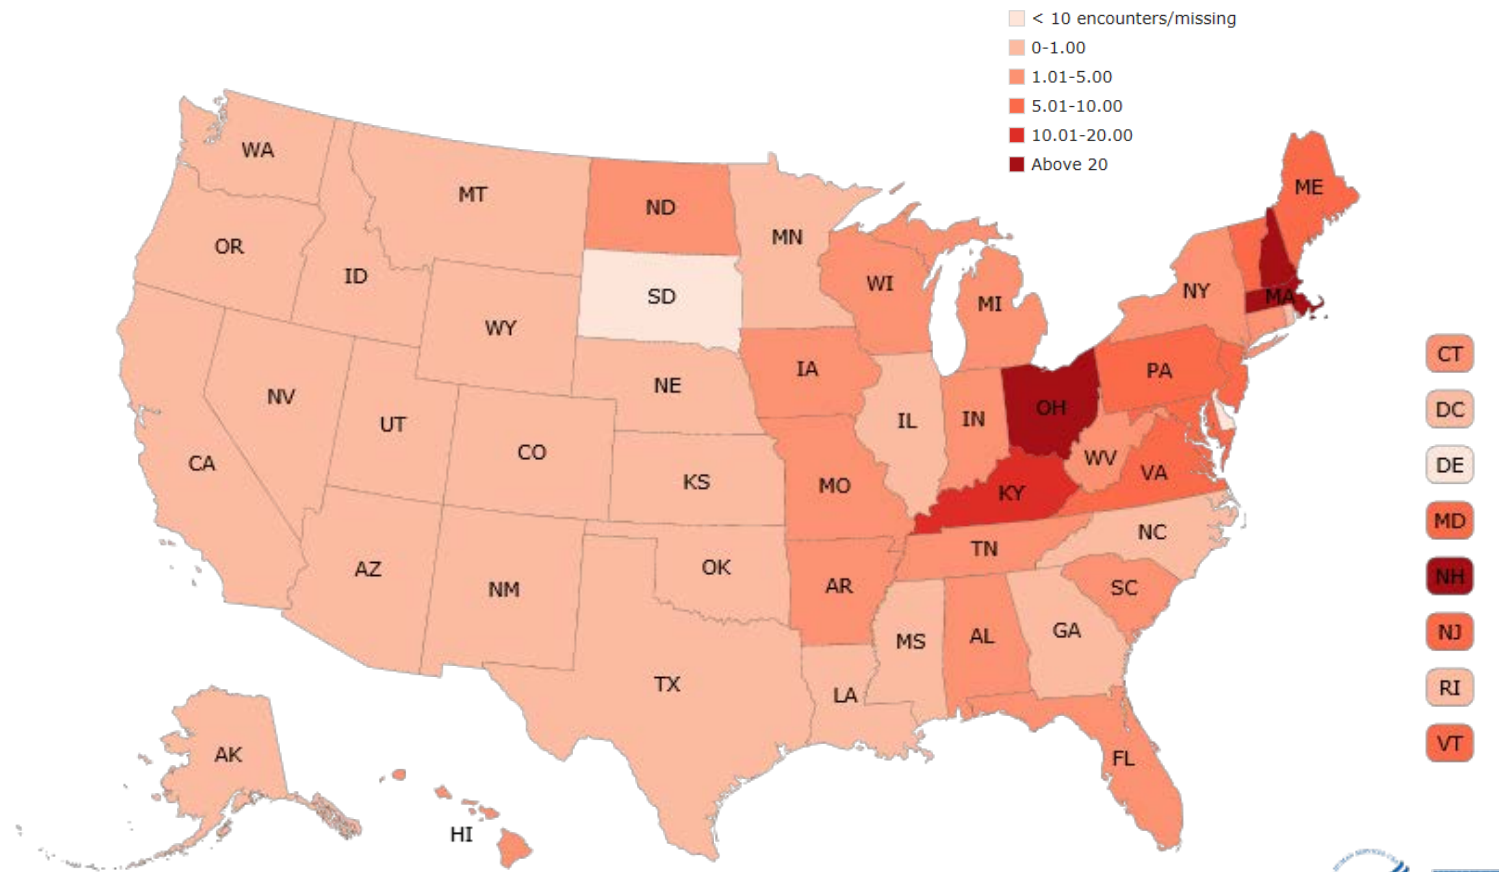 < 10 encounters/missing
0-1.00
1.01-5.00
5.01-10.00
10.01-20.00
Above 20
WA
MT
ND
MN
ME
OR
ID
SD
WI
MI
NY
MA
WY
NE
IA
IL
IN
OH
PA
NV
UT
CO
KS
MO
KY
WV
VA
CA
AZ
NM
OK
AR
TN
NC
SC
TX
LA
MS
AL
GA
FL
AK
HI
CT
DC
DE
MD
NH
NJ
RI
VT